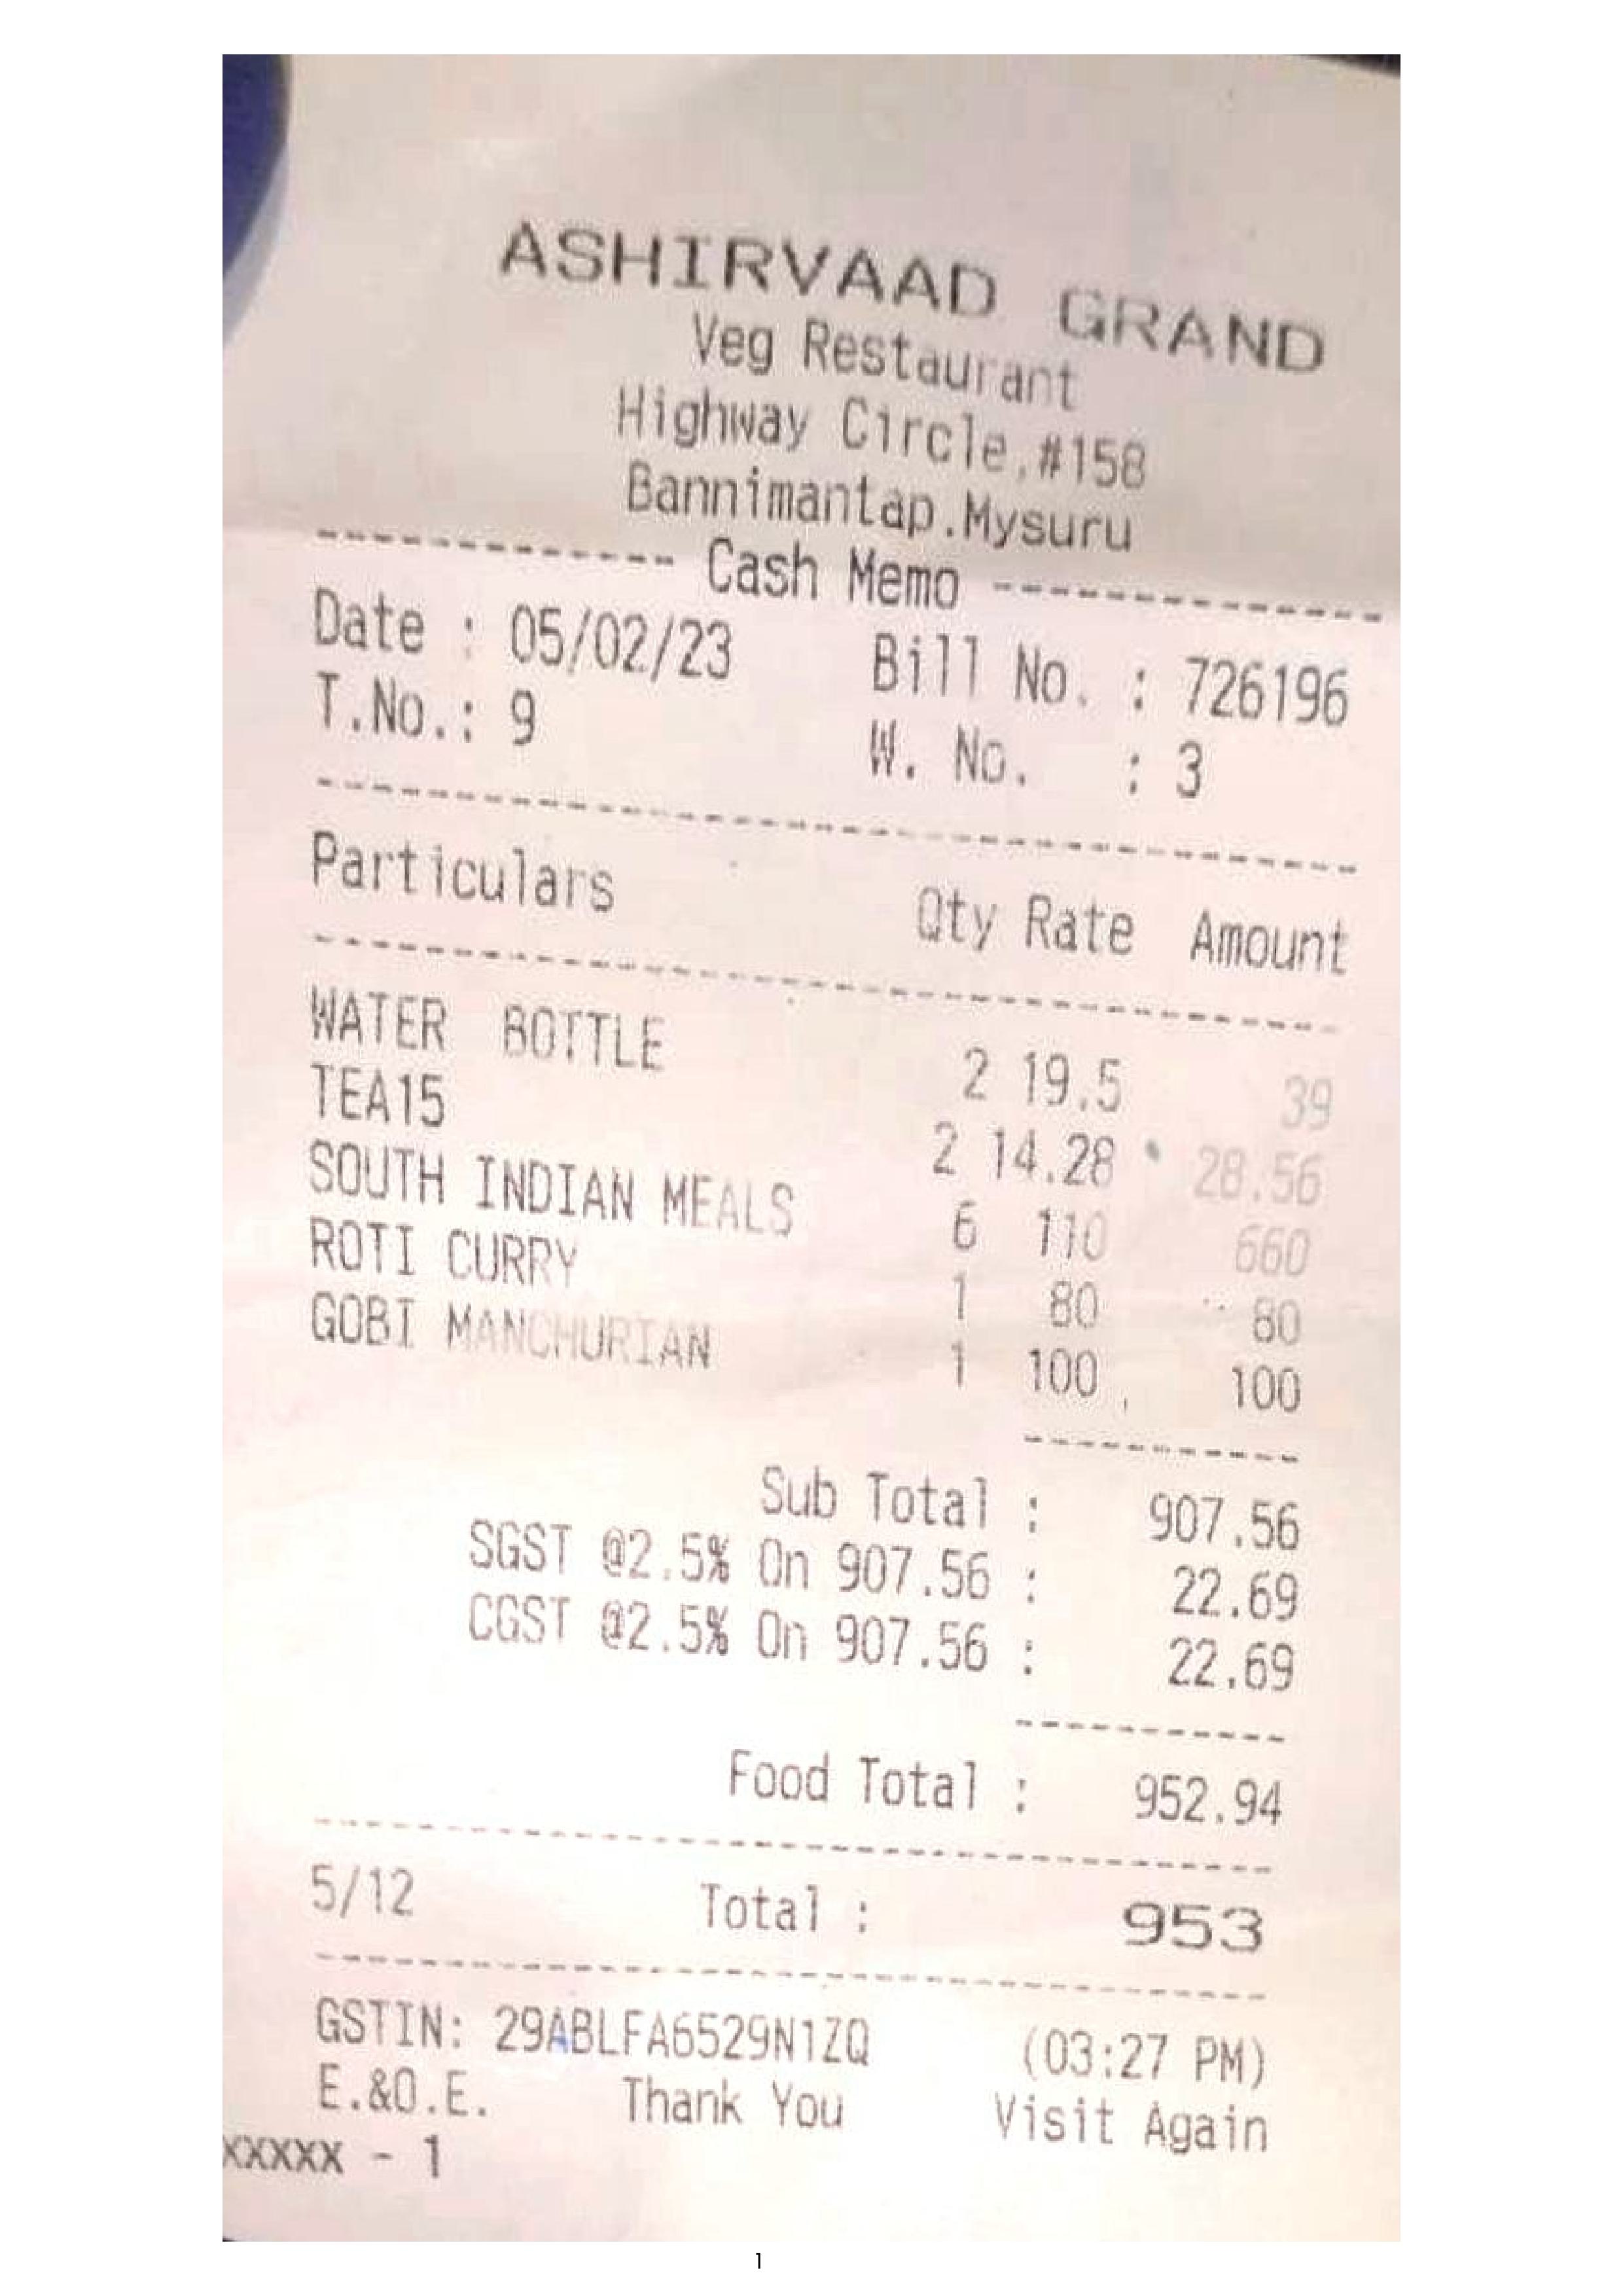 ASHIRVAAD GRAND
Veg Restaurant
Highway Circle,#158
Bannimantap.Mysuru
------------- Cash Memo --------------
Date : 05/02/23 Bill No. : 726196
T.No.: 9 W. No. : 3
Particulars Qty Rate Amount
WATER BOTTLE 2 19.5 39
TEA15 2 14.28 28.56
SOUTH INDIAN MEALS 6 110 660
ROTI CURRY 1 80 80
GOBI MANCHURIAN 1 100 100
Sub Total : 907.56
SGST @2.5% On 907.56 : 22.69
CGST @2.5% On 907.56 : 22.69
Food Total : 952.94
5/12 Total : 953
GSTIN: 29ABLFA6529N1ZQ (03:27 PM)
E.&O.E. Thank You Visit Again
XXXXX - 1
1